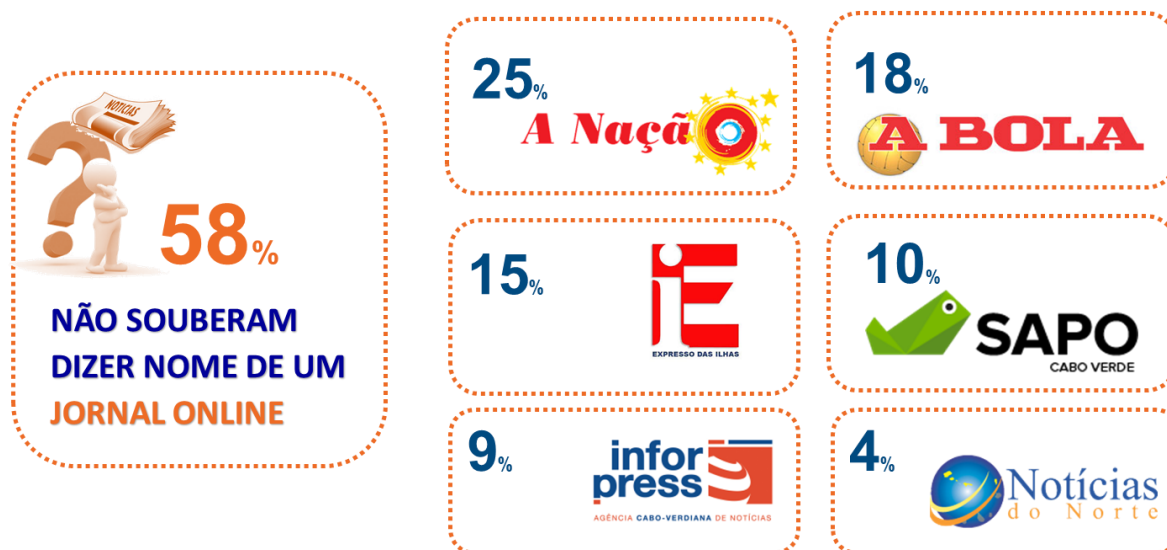 NOTÍCIAS
58%
NÃO SOUBERAM
DIZER NOME DE UM
JORNAL ONLINE
25%
A Nação
18%
A BOLA
15%
iE
EXPRESSO DAS ILHAS
10%
SAPO
CABO VERDE
9%
infor
press
AGÊNCIA CABO-VERDIANA DE NOTÍCIAS
4%
Notícias
do Norte